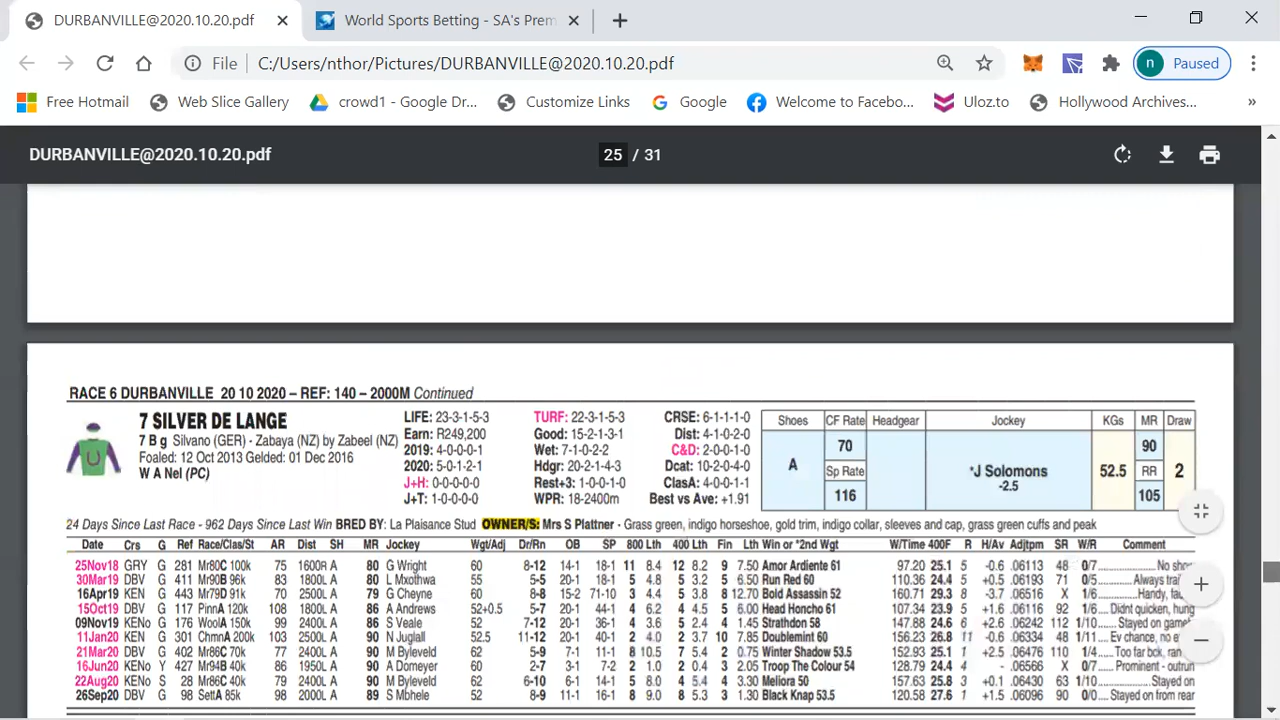 DURBANVILLE@2020.10.20.pdf
World Sports Betting - SA's Prem
File C:/Users/nthor/Pictures/DURBANVILLE@2020.10.20.pdf
n Paused
Free Hotmail Web Slice Gallery crowd1 - Google Dr... Customize Links Google Welcome to Faceb... Uloz.to Hollywood Archives... »
DURBANVILLE@2020.10.20.pdf 25 / 31
RACE 6 DURBANVILLE 20 10 2020 – REF: 140 – 2000M Continued
7 SILVER DE LANGE
7 B g Silvano (GER) - Zabaya (NZ) by Zabeel (NZ)
Foaled: 12 Oct 2013 Gelded: 01 Dec 2016
W A Nel (PC)
LIFE: 23-3-1-5-3 TURF: 22-3-1-5-3 CRSE: 6-1-1-1-0
Earn: R249,200 Good: 15-2-1-3-1 Dist: 4-1-0-2-0
2019: 4-0-0-0-1 Wet: 7-1-0-2-2 C&D: 2-0-0-1-0
2020: 5-0-1-2-1 Hdgr: 20-2-1-4-3 Dcat: 10-2-0-4-0
J+H: 0-0-0-0-0 Rest+3: 1-0-0-1-0 ClasA: 4-0-0-1-1
J+T: 1-0-0-0-0 WPR: 18-2400m Best vs Ave: +1.91
Shoes CF Rate Headgear Jockey KGs MR Draw
A 70 *J Solomons 52.5 90 2
Sp Rate -2.5 RR
116 105
24 Days Since Last Race - 962 Days Since Last Win BRED BY: La Plaisance Stud OWNER/S: Mrs S Plattner - Grass green, indigo horseshoe, gold trim, indigo collar, sleeves and cap, grass green cuffs and peak
Date Crs G Ref Race/Clas/St AR Dist SH MR Jockey Wgt/Adj Dr/Rn OB SP 800 Lth 400 Lth Fin Lth Win or *2nd Wgt W/Time 400F R H/Av Adjtpm SR W/R Comment
25Nov18 GRY G 281 Mr80C 100k 75 1600R A 80 G Wright 60 8-12 14-1 18-1 11 8.4 12 8.2 9 7.50 Amor Ardiente 61 97.20 25.1 5 -0.6 .06113 48 0/7 No sho
30Mar19 DBV G 411 Mr90B 96k 83 1800L A 80 L Mxothwa 55 5-5 20-1 18-1 5 4.8 5 3.2 5 6.50 Run Red 60 110.36 24.4 5 +0.5 .06193 71 0/5 Always trai
16Apr19 KEN G 443 Mr79D 91k 70 2500L A 79 G Cheyne 60 8-8 15-2 71-10 3 4.4 5 3.8 8 12.70 Bold Assassin 52 160.71 29.3 8 -3.7 .06516 X 1/6 Handy, fa
15Oct19 DBV G 117 PinnA 120k 108 1800L A 86 A Andrews 52+0.5 5-7 20-1 44-1 4 6.2 4 4.5 5 6.00 Head Honcho 61 107.34 23.9 5 +1.6 .06116 92 1/8 Didnt quicken, hung
09Nov19 KENo G 176 WoolA 150k 99 2400L A 86 S Veale 52 7-12 20-1 36-1 4 3.6 5 2.4 4 1.45 Strathdon 58 147.88 24.6 6 +2.6 .06242 112 1/10 Stayed on game
11Jan20 KEN G 301 ChmnA 200k 103 2500L A 90 N Juglall 52.5 11-12 20-1 40-1 2 4.0 2 3.7 10 7.85 Doublemint 60 156.23 26.8 11 -0.6 .06334 48 1/11 Ev chance, no e
21Mar20 DBV G 402 Mr86C 70k 77 2400L A 90 M Byleveld 52 5-9 7-1 11-1 8 10.5 7 5.4 2 0.75 Winter Shadow 53.5 152.93 25.1 1 +2.5 .06476 110 1/4 Too far bck, ran
16Jun20 KENo Y 427 Mr94B 40k 86 1950L A 90 A Domeyer 60 2-7 3-1 7-2 2 1.0 2 0.4 3 2.05 Troop The Colour 54 128.79 24.4 4 - .06566 X 0/7 Prominent - outrun
22Aug20 KENo S 28 Mr86C 40k 79 2400L A 90 M Byleveld 52 6-10 6-1 14-1 5 8.0 4 5.4 5 3.30 Meliora 50 157.63 25.8 3 +0.1 .06430 63 1/10 Stayed on
26Sep20 DBV G 98 SettA 85k 98 2000L A 89 S Mbhele 52 8-9 11-1 16-1 8 9.0 8 5.3 3 1.30 Black Knap 53.5 120.58 27.6 1 +1.5 .06096 90 0/0 Stayed on from rear